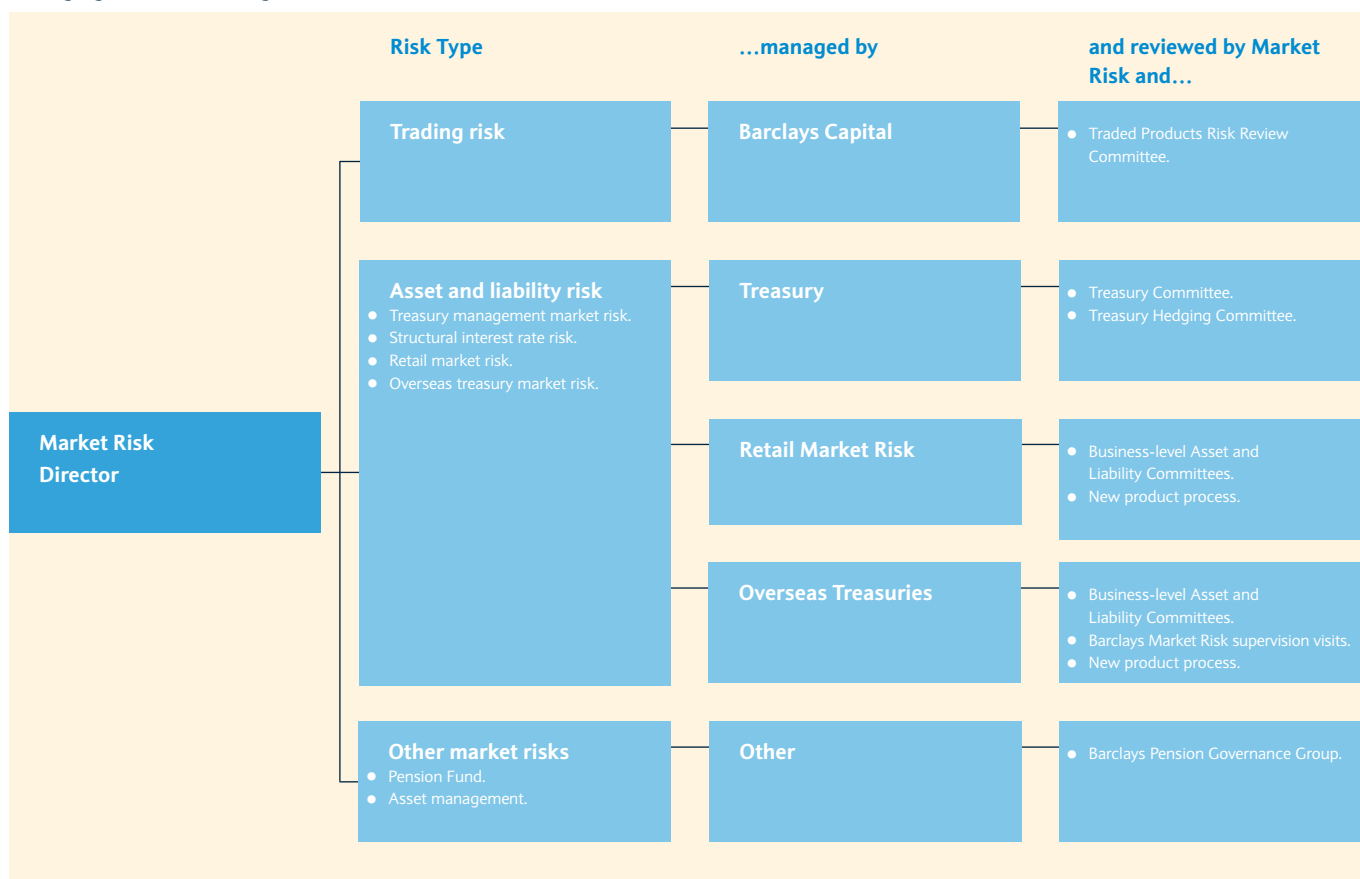 Risk Type
…managed by
and reviewed by Market
Risk and…
Trading risk
Barclays Capital
● Traded Products Risk Review
Committee.
Asset and liability risk
● Treasury management market risk.
● Structural interest rate risk.
● Retail market risk.
● Overseas treasury market risk.
Treasury
● Treasury Committee.
● Treasury Hedging Committee.
Market Risk
Director
Retail Market Risk
● Business-level Asset and
Liability Committees.
● New product process.
Overseas Treasuries
● Business-level Asset and
Liability Committees.
● Barclays Market Risk supervision visits.
● New product process.
Other market risks
● Pension Fund.
● Asset management.
Other
● Barclays Pension Governance Group.